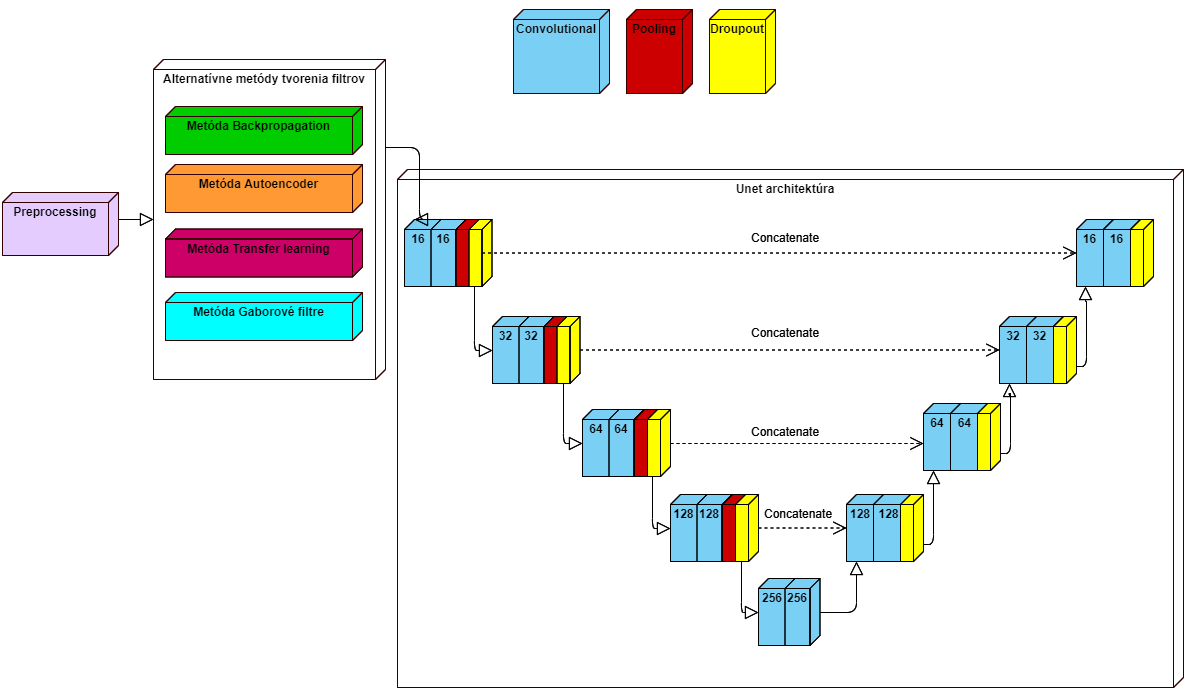 Convolutional
Pooling
Droupout
Alternatívne metódy tvorenia filtrov
Metóda Backpropagation
Metóda Autoencoder
Metóda Transfer learning
Metóda Gaborové filtre
Preprocessing
Unet architektúra
16 16
Concatenate
16 16
32 32
Concatenate
32 32
64 64
Concatenate
64 64
128 128
Concatenate
128 128
256 256